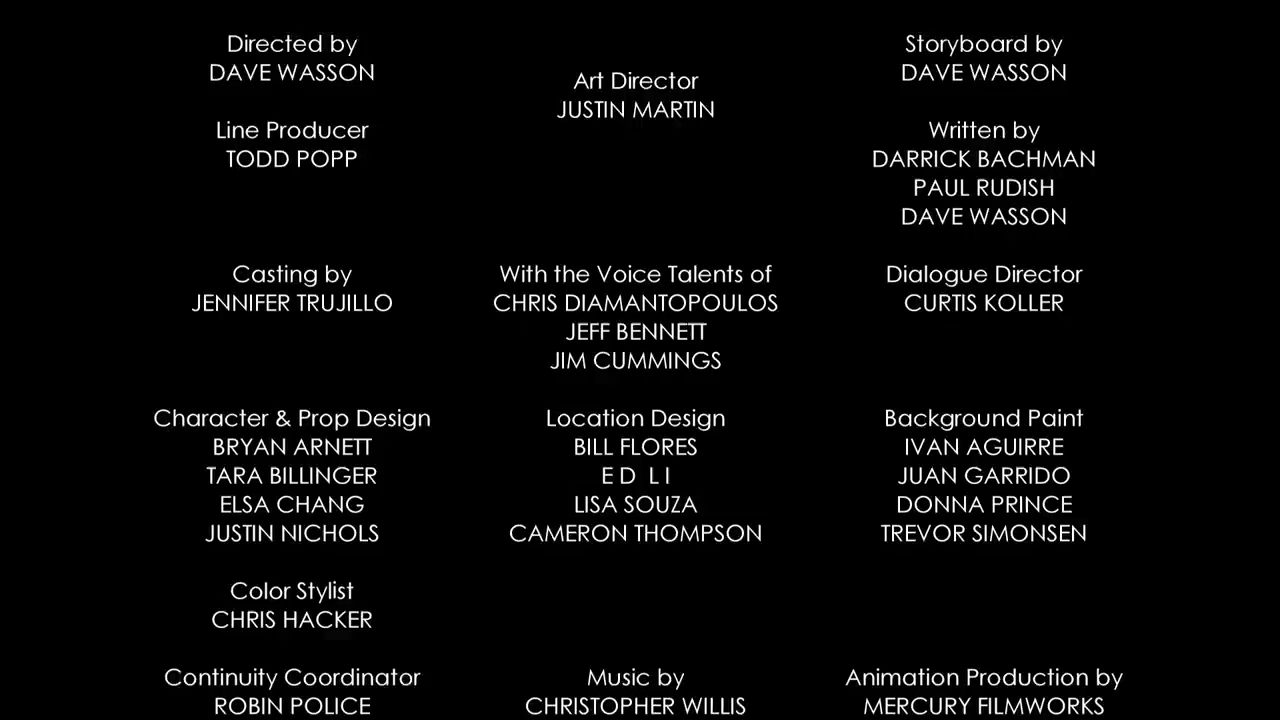 Directed by
DAVE WASSON
Art Director
JUSTIN MARTIN
Storyboard by
DAVE WASSON
Line Producer
TODD POPP
Written by
DARRICK BACHMAN
PAUL RUDISH
DAVE WASSON
Casting by
JENNIFER TRUJILLO
With the Voice Talents of
CHRIS DIAMANTOPOULOS
JEFF BENNETT
JIM CUMMINGS
Dialogue Director
CURTIS KOLLER
Character & Prop Design
BRYAN ARNETT
TARA BILLINGER
ELSA CHANG
JUSTIN NICHOLS
Location Design
BILL FLORES
E D  L I
LISA SOUZA
CAMERON THOMPSON
Background Paint
IVAN AGUIRRE
JUAN GARRIDO
DONNA PRINCE
TREVOR SIMONSEN
Color Stylist
CHRIS HACKER
Continuity Coordinator
ROBIN POLICE
Music by
CHRISTOPHER WILLIS
Animation Production by
MERCURY FILMWORKS